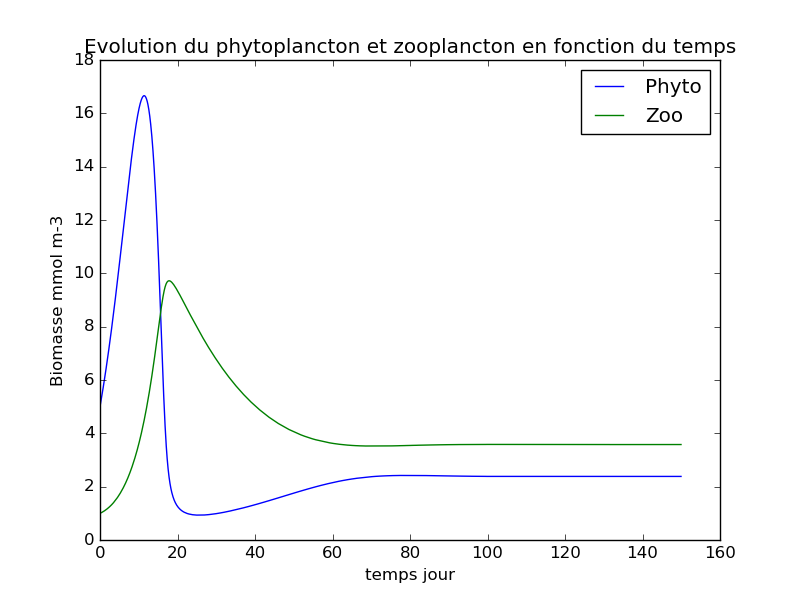 Evolution du phytoplancton et zooplancton en fonction du temps
18
16
14
12
10
8
6
4
2
0
Biomasse mmol m-3
Phyto
Zoo
0 20 40 60 80 100 120 140 160
temps jour